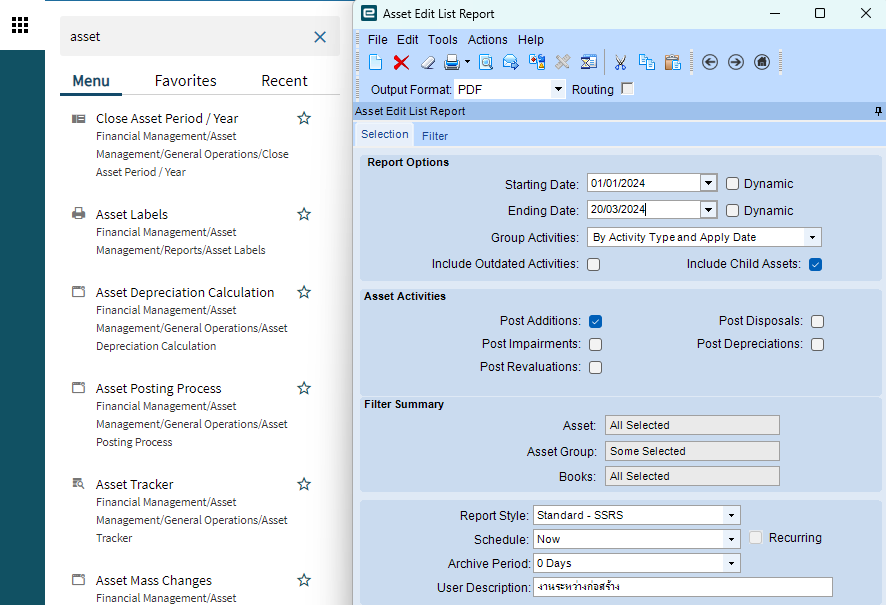 asset
Menu
Favorites
Recent
Close Asset Period / Year
Financial Management/Asset
Management/General Operations/Close
Asset Period / Year
Asset Labels
Financial Management/Asset
Management/Reports/Asset Labels
Asset Depreciation Calculation
Financial Management/Asset
Management/General Operations/Asset
Depreciation Calculation
Asset Posting Process
Financial Management/Asset
Management/General Operations/Asset
Posting Process
Asset Tracker
Financial Management/Asset
Management/General Operations/Asset
Tracker
Asset Mass Changes
Financial Management/Asset
Asset Edit List Report
File Edit Tools Actions Help
Output Format: PDF Routing
Asset Edit List Report
Selection Filter
Report Options
Starting Date: 01/01/2024 Dynamic
Ending Date: 20/03/2024 Dynamic
Group Activities: By Activity Type and Apply Date
Include Outdated Activities: Include Child Assets:
Asset Activities
Post Additions: Post Disposals:
Post Impairments: Post Depreciations:
Post Revaluations:
Filter Summary
Asset: All Selected
Asset Group: Some Selected
Books: All Selected
Report Style: Standard - SSRS
Schedule: Now Recurring
Archive Period: 0 Days
User Description: งานระหว่างก่อสร้าง